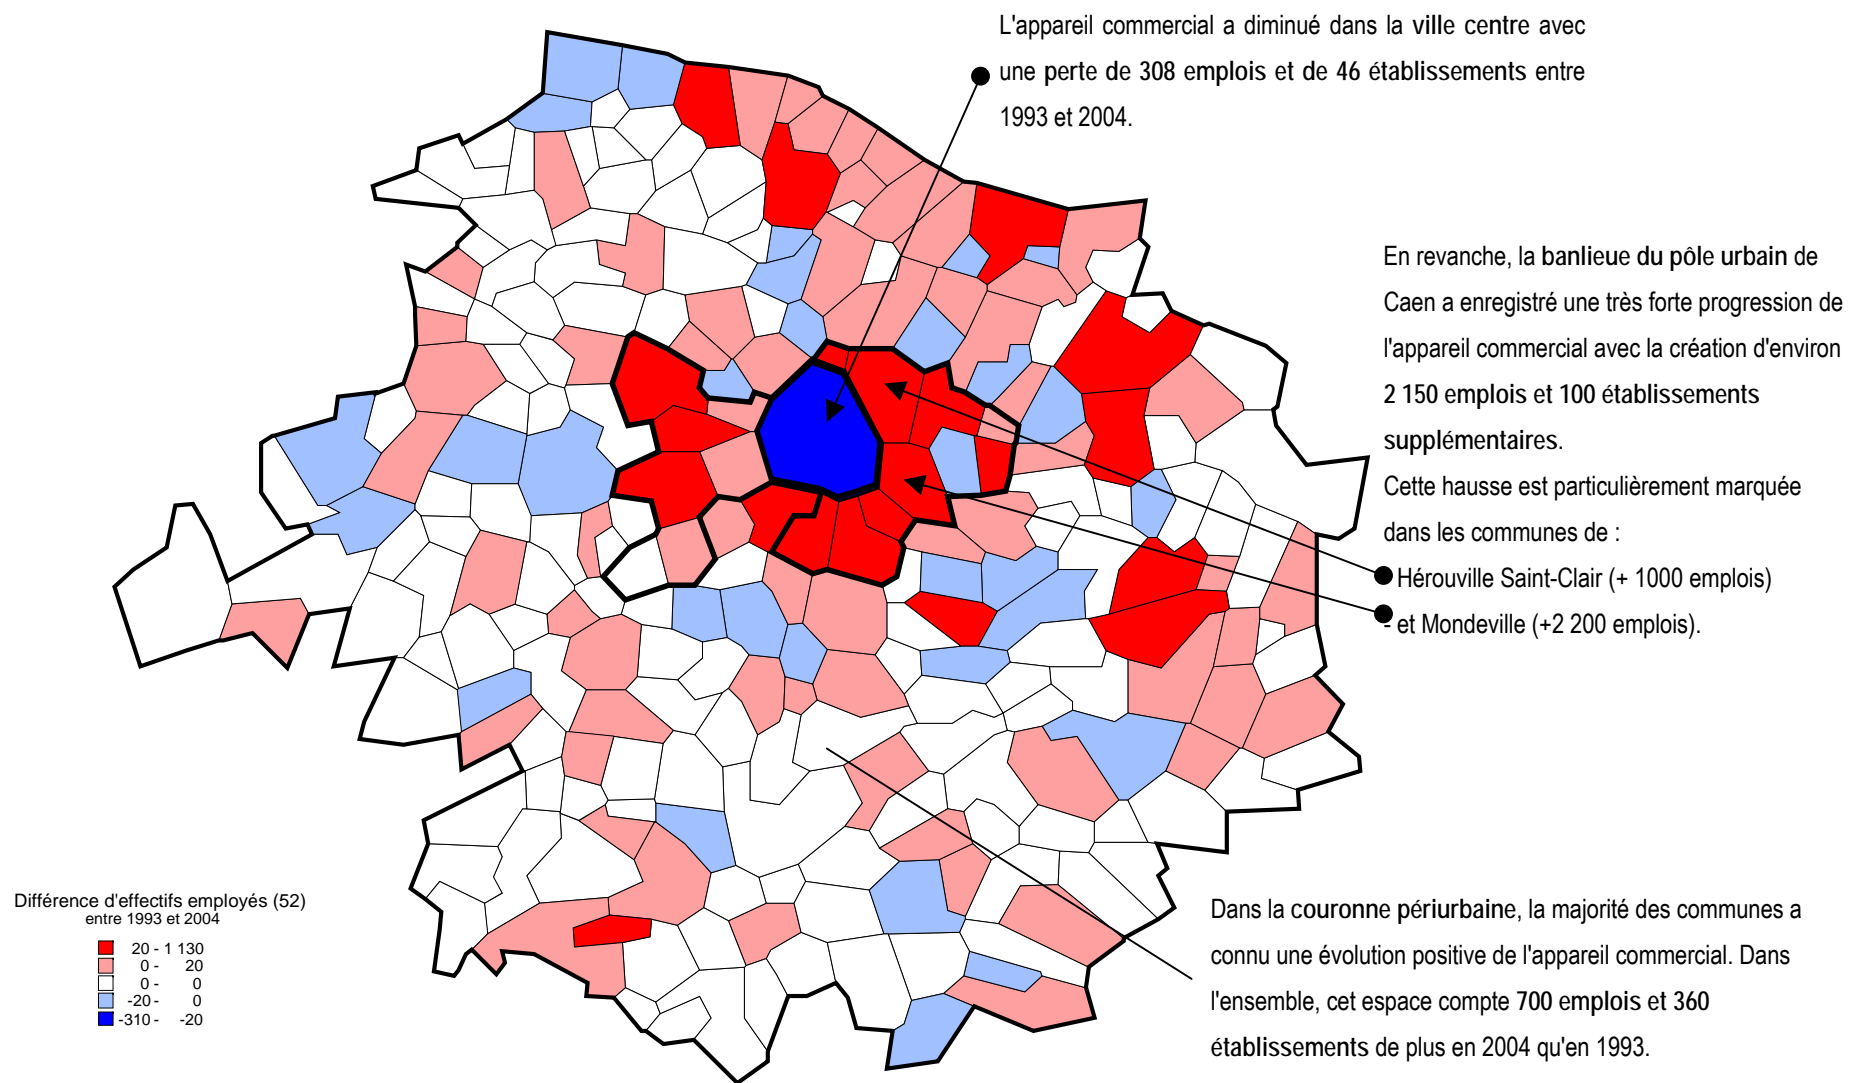 L'appareil commercial a diminué dans la ville centre avec
une perte de 308 emplois et de 46 établissements entre
1993 et 2004.
En revanche, la banlieue du pôle urbain de
Caen a enregistré une très forte progression de
l'appareil commercial avec la création d'environ
2 150 emplois et 100 établissements
supplémentaires.
Cette hausse est particulièrement marquée
dans les communes de :
Hérouville Saint-Clair (+ 1000 emplois)
- et Mondeville (+2 200 emplois).
Différence d'effectifs employés (52)
entre 1993 et 2004
20 - 1 130
0 - 20
0 - 0
-20 - 0
-310 - -20
Dans la couronne périurbaine, la majorité des communes a
connu une évolution positive de l'appareil commercial. Dans
l'ensemble, cet espace compte 700 emplois et 360
établissements de plus en 2004 qu'en 1993.